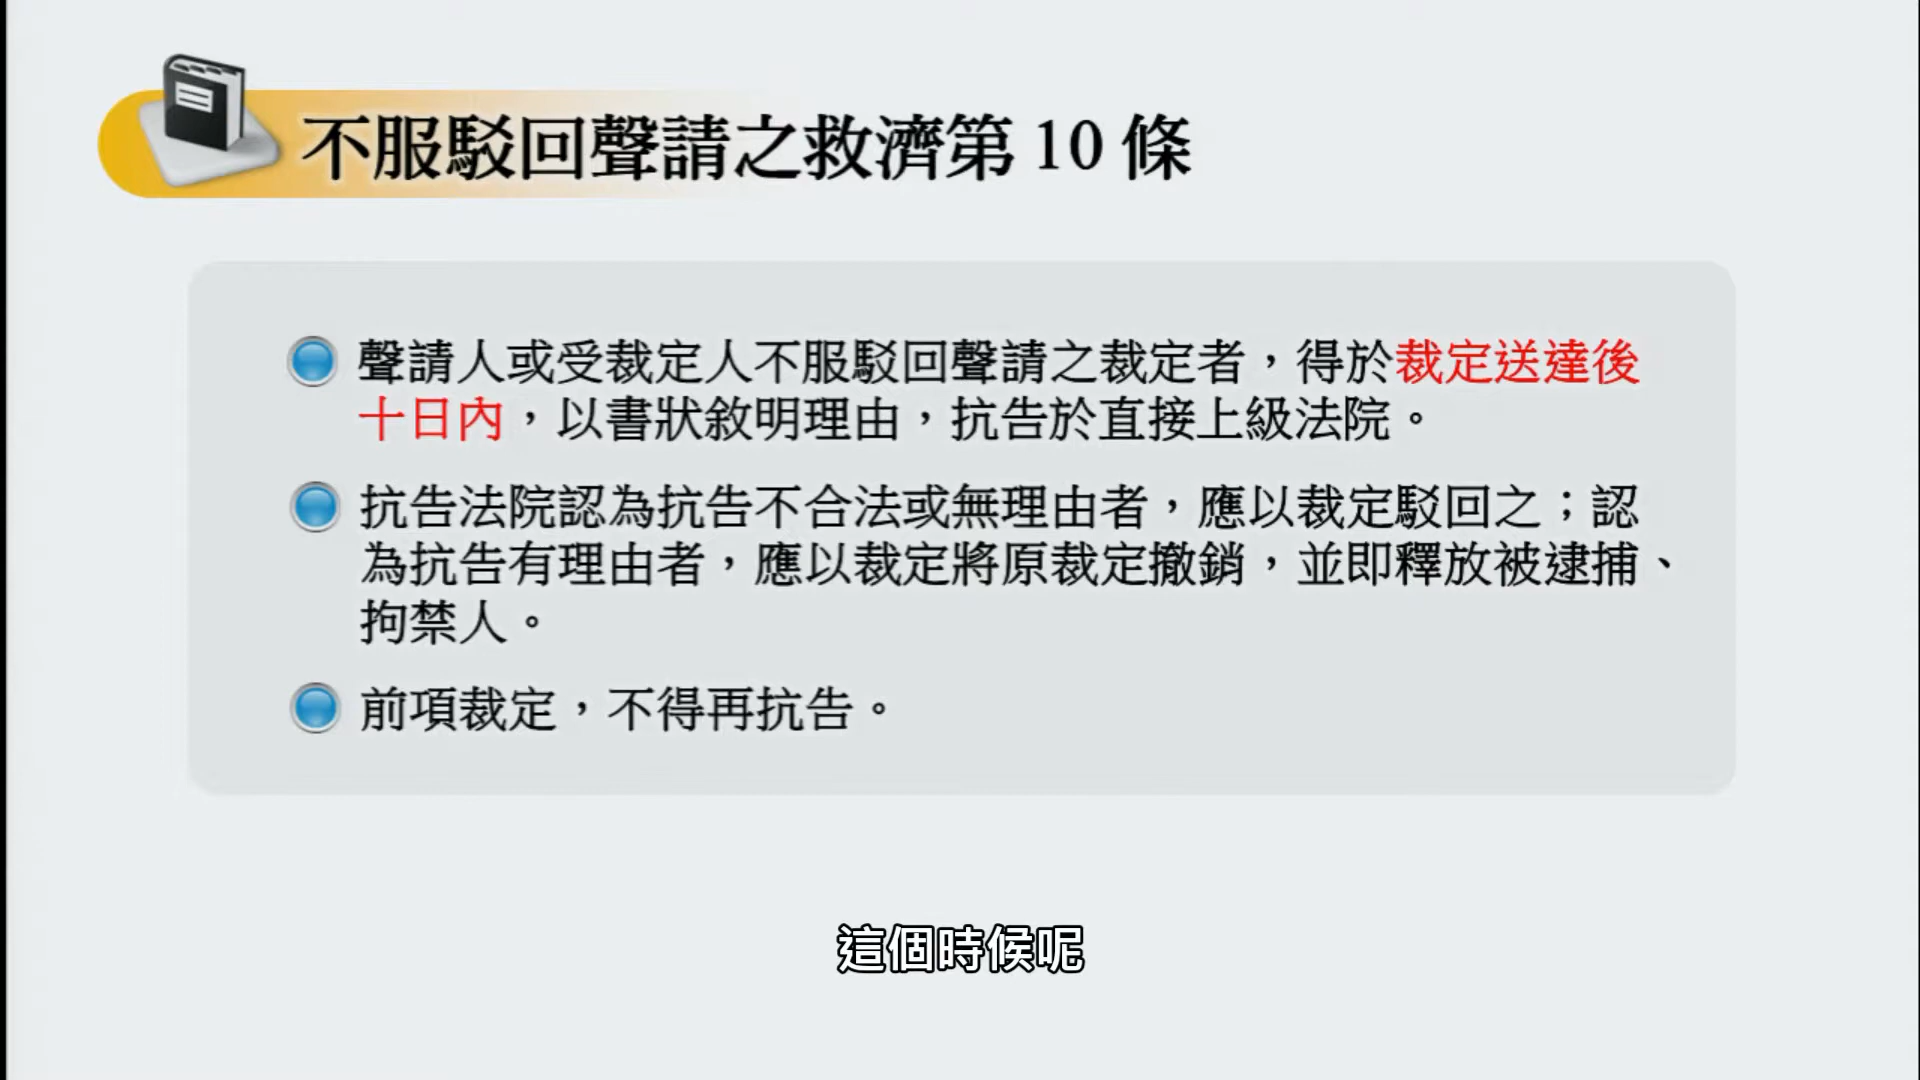 不服駁回聲請之救濟第 10 條
聲請人或受裁定人不服駁回聲請之裁定者，得於裁定送達後
十日內，以書狀敘明理由，抗告於直接上級法院。
抗告法院認為抗告不合法或無理由者，應以裁定駁回之；認
為抗告有理由者，應以裁定將原裁定撤銷，並即釋放被逮捕、
拘禁人。
前項裁定，不得再抗告。
這個時候呢